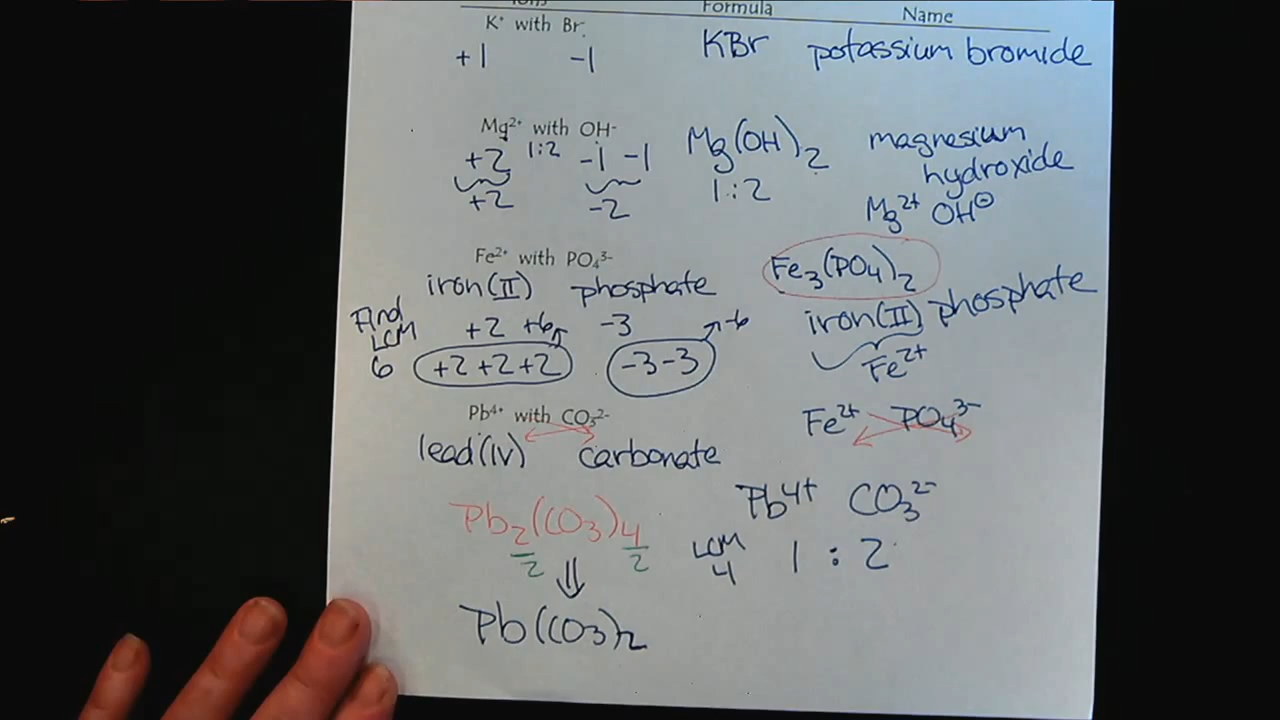 Ions Formula Name
K⁺ with Br⁻
+1 -1 KBr potassium bromide
Mg²⁺ with OH⁻
+2 1:2 -1 -1 Mg(OH)₂ magnesium
hydroxide
+2 -2 1:2
Mg²⁺ OH⊖
Fe²⁺ with PO₄³⁻ Fe₃(PO₄)₂
iron(II) phosphate
iron(II) phosphate
Find
LCM
6
+2 +6 -3 -6
+2 +2 +2 -3 -3
Fe²⁺
Pb⁴⁺ with CO₃²⁻
Fe²⁺ PO₄³⁻
lead(IV) carbonate
Pb⁴⁺ CO₃²⁻
Pb₂(CO₃)₄
2 2
LCM
4
1 : 2
⇓
Pb(CO₃)₂